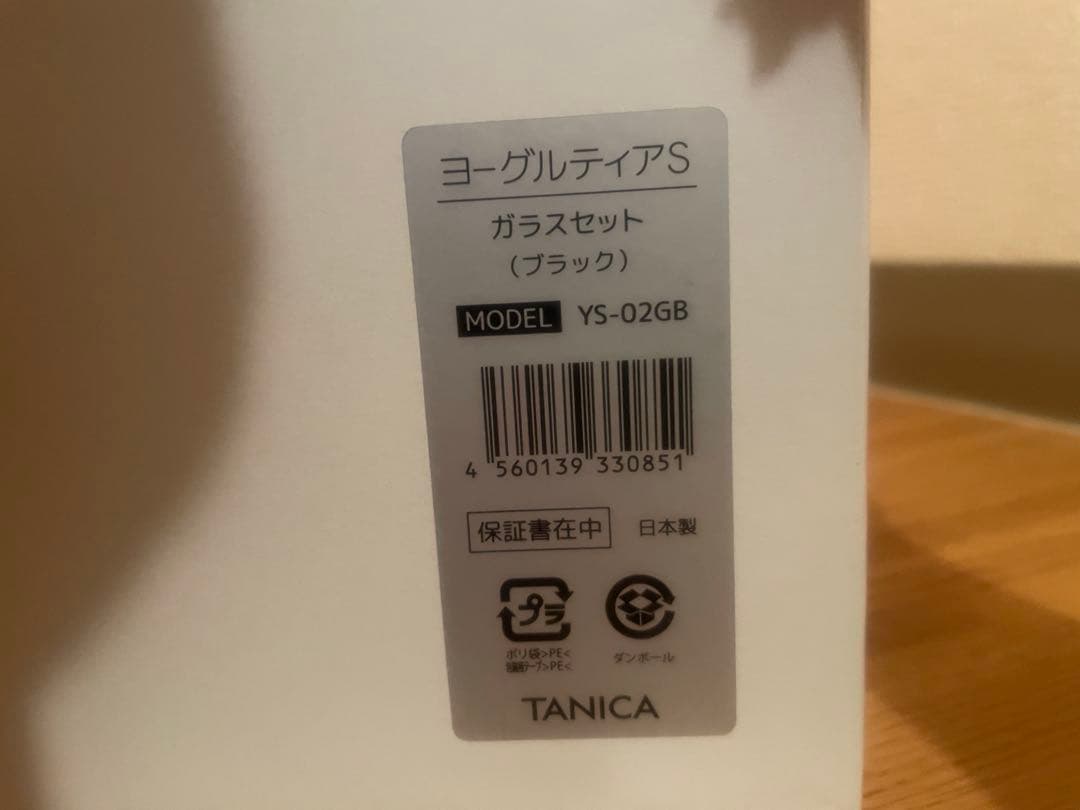 ヨーグルティアS
ガラスセット
(ブラック)
MODEL YS-02GB
4 560139 330851
保証書在中 日本製
プラ
ポリ袋>PE<
ダンボール
TANICA